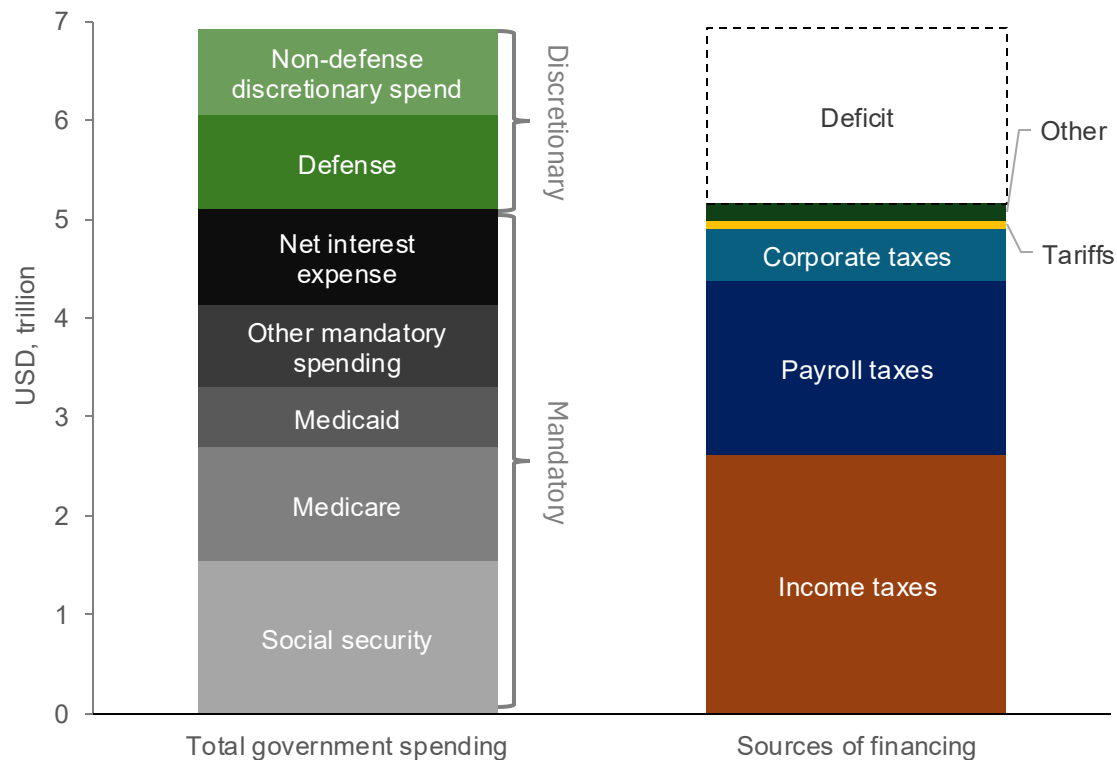 7
6
5
4
3
2
1
0
USD, trillion
Non-defense
discretionary spend
Defense
Net interest
expense
Other mandatory
spending
Medicaid
Medicare
Social security
Discretionary
Mandatory
Deficit
Other
Tariffs
Corporate taxes
Payroll taxes
Income taxes
Total government spending
Sources of financing